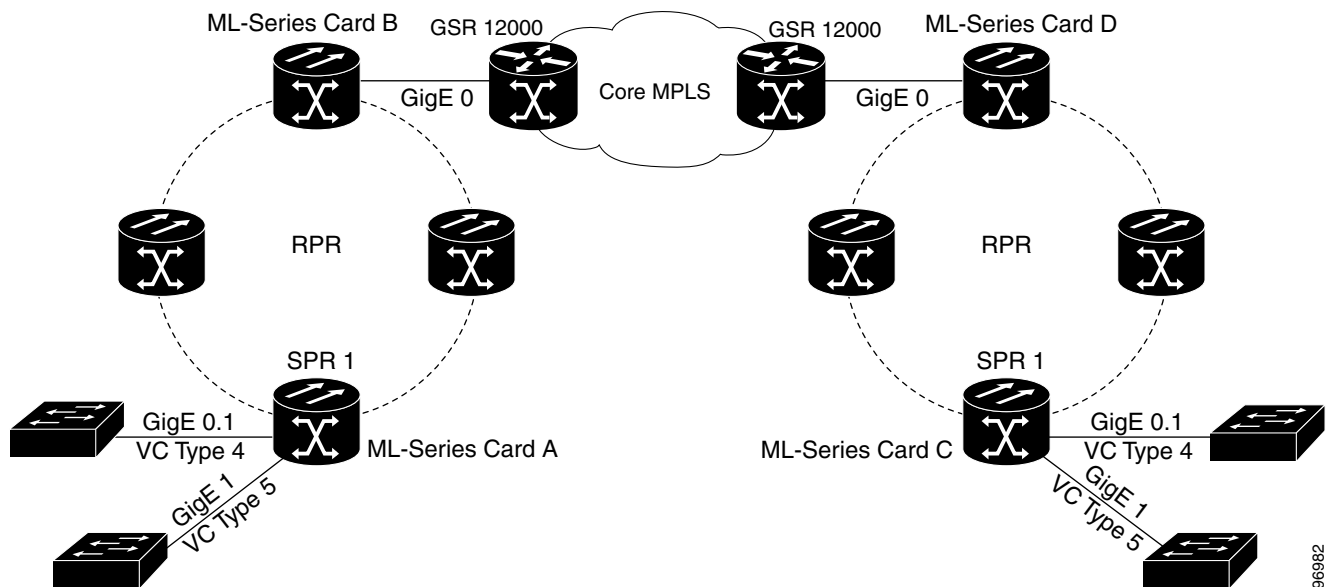 ML-Series Card B
GSR 12000
GSR 12000
ML-Series Card D
GigE 0
Core MPLS
GigE 0
RPR
RPR
SPR 1
SPR 1
GigE 0.1
VC Type 4
ML-Series Card A
ML-Series Card C
GigE 0.1
VC Type 4
GigE 1
VC Type 5
GigE 1
VC Type 5
96982